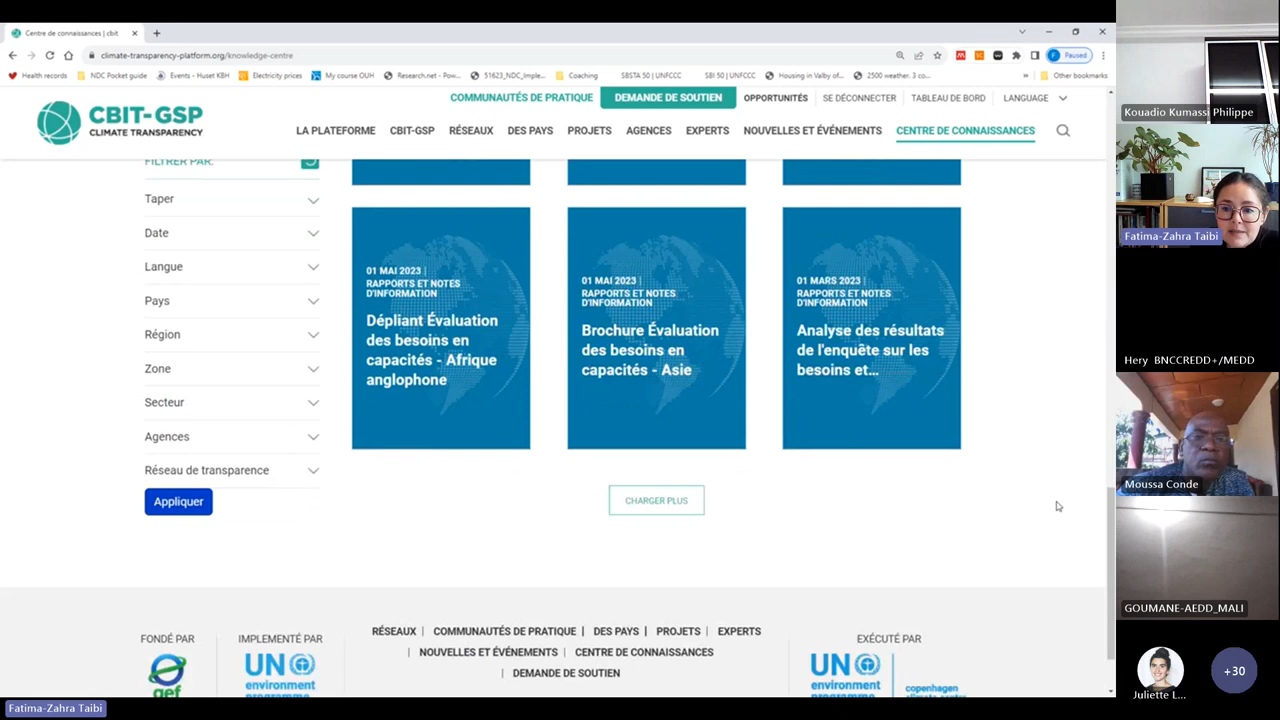 Centre de connaissances | cbit
climate-transparency-platform.org/knowledge-centre
Paused
Health records
NDC Pocket guide
Events - Huset KBH
Electricity prices
My course OUH
Research.net - Pow...
51623_NDC_Imple...
Coaching
SBSTA 50 | UNFCCC
SBI 50 | UNFCCC
Housing in Valby of...
2500 weather. 3 co...
Other bookmarks
CBIT-GSP
CLIMATE TRANSPARENCY
COMMUNAUTÉS DE PRATIQUE
DEMANDE DE SOUTIEN
OPPORTUNITÉS
SE DÉCONNECTER
TABLEAU DE BORD
LANGUAGE
LA PLATEFORME
CBIT-GSP
RÉSEAUX
DES PAYS
PROJETS
AGENCES
EXPERTS
NOUVELLES ET ÉVÉNEMENTS
CENTRE DE CONNAISSANCES
FILTRER PAR:
Taper
Date
Langue
Pays
Région
Zone
Secteur
Agences
Réseau de transparence
Appliquer
01 MAI 2023 |
RAPPORTS ET NOTES
D'INFORMATION
Dépliant Évaluation
des besoins en
capacités - Afrique
anglophone
01 MAI 2023 |
RAPPORTS ET NOTES
D'INFORMATION
Brochure Évaluation
des besoins en
capacités - Asie
01 MARS 2023 |
RAPPORTS ET NOTES
D'INFORMATION
Analyse des résultats
de l'enquête sur les
besoins et...
CHARGER PLUS
FONDÉ PAR
gef
IMPLEMENTÉ PAR
UN
environment
programme
RÉSEAUX | COMMUNAUTÉS DE PRATIQUE | DES PAYS | PROJETS | EXPERTS
| NOUVELLES ET ÉVÉNEMENTS | CENTRE DE CONNAISSANCES
| DEMANDE DE SOUTIEN
EXÉCUTÉ PAR
UN
environment
programme
copenhagen
climate centre
Kouadio Kumassi Philippe
Fatima-Zahra Taibi
Hery BNCCREDD+/MEDD
Moussa Conde
GOUMANE-AEDD_MALI
Juliette L...
+30
Fatima-Zahra Taibi